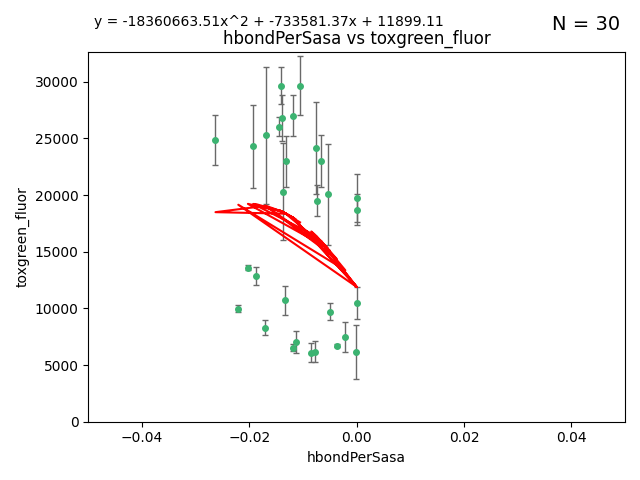 y = -18360663.51x^2 + -733581.37x + 11899.11
N = 30
hbondPerSasa vs toxgreen_fluor
30000
25000
20000
15000
10000
5000
0
toxgreen_fluor
−0.04
−0.02
0.00
0.02
0.04
hbondPerSasa